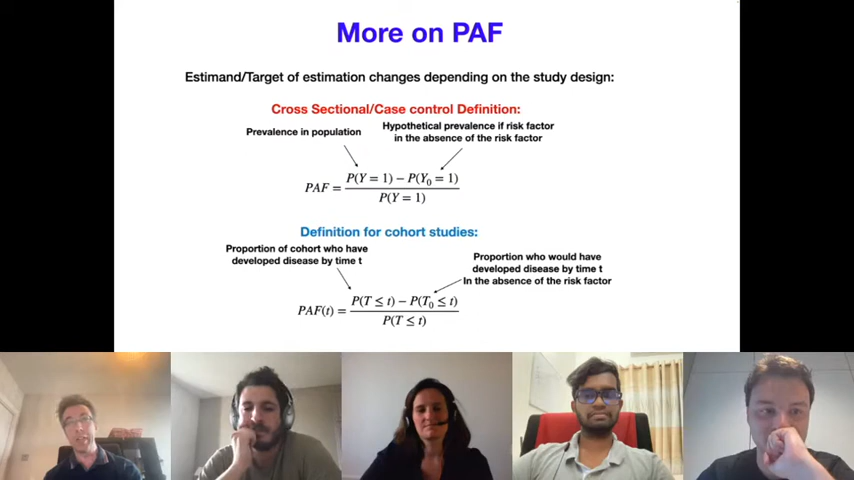 More on PAF
Estimand/Target of estimation changes depending on the study design:
Cross Sectional/Case control Definition:
Prevalence in population
Hypothetical prevalence if risk factor
in the absence of the risk factor
PAF = P(Y = 1) − P(Y₀ = 1) / P(Y = 1)
Definition for cohort studies:
Proportion of cohort who have
developed disease by time t
Proportion who would have
developed disease by time t
In the absence of the risk factor
PAF(t) = P(T ≤ t) − P(T₀ ≤ t) / P(T ≤ t)